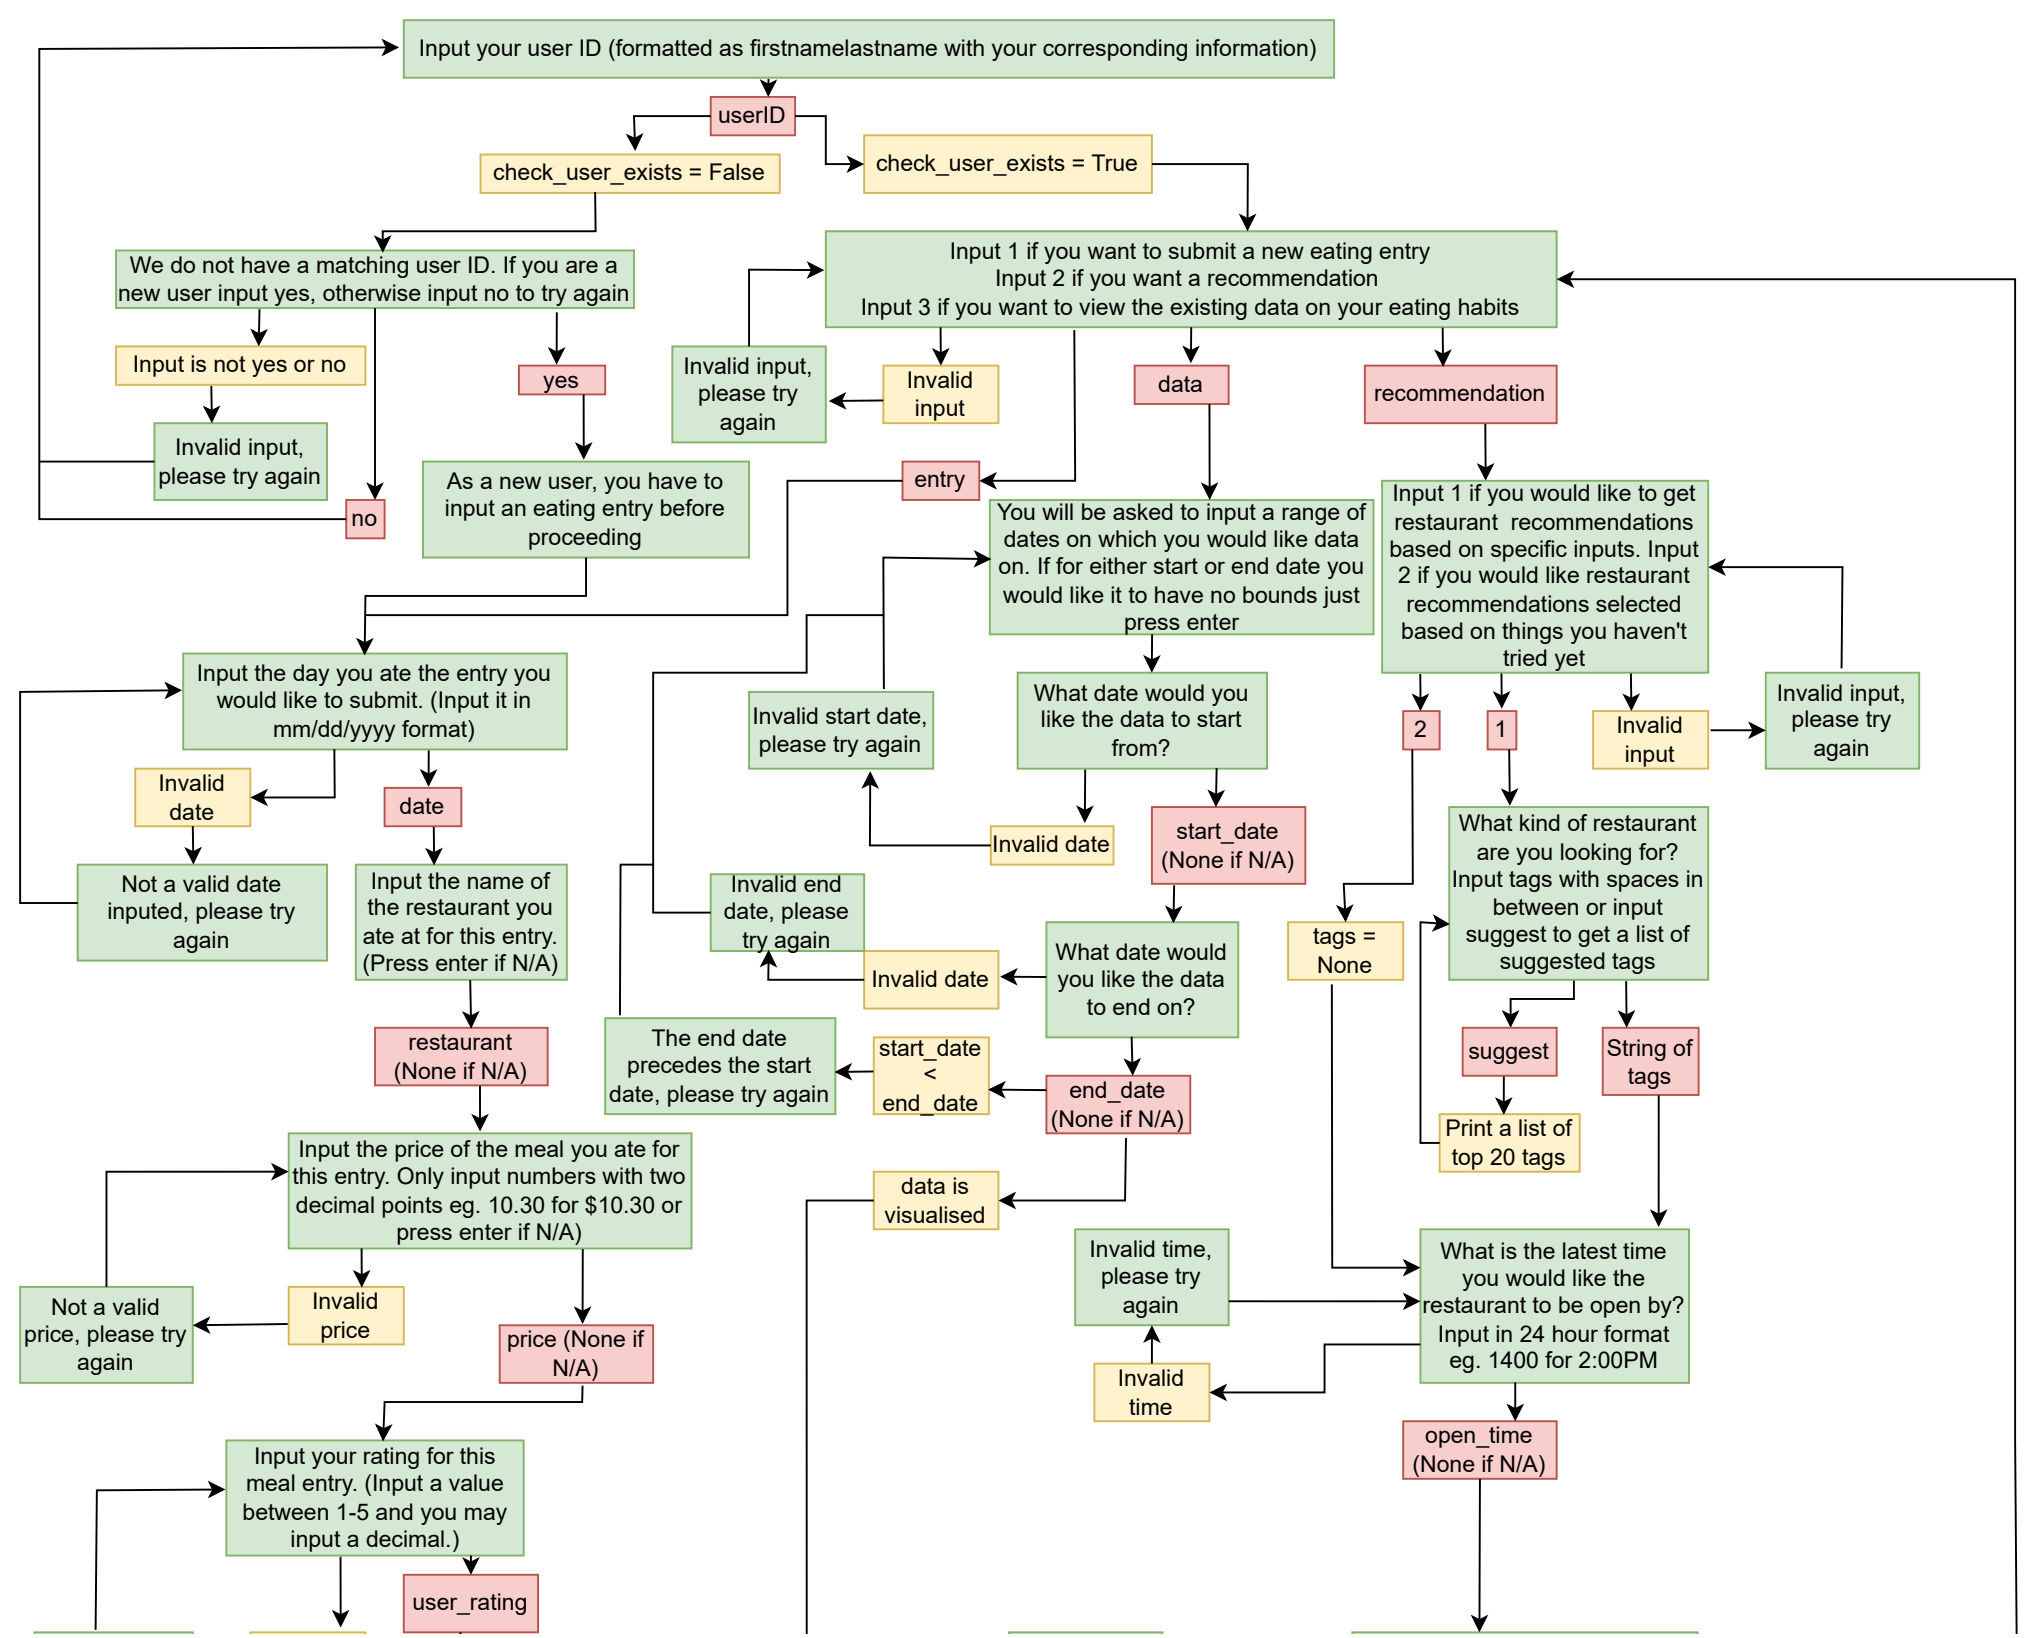 Input your user ID (formatted as firstnamelastname with your corresponding information)
userID
check_user_exists = False
check_user_exists = True
We do not have a matching user ID. If you are a
new user input yes, otherwise input no to try again
Input 1 if you want to submit a new eating entry
Input 2 if you want a recommendation
Input 3 if you want to view the existing data on your eating habits
Input is not yes or no
yes
Invalid input,
please try
again
Invalid
input
data
recommendation
Invalid input,
please try again
no
As a new user, you have to
input an eating entry before
proceeding
entry
You will be asked to input a range of
dates on which you would like data
on. If for either start or end date you
would like it to have no bounds just
press enter
Input 1 if you would like to get
restaurant  recommendations
based on specific inputs. Input
2 if you would like restaurant
recommendations selected
based on things you haven't
tried yet
Input the day you ate the entry you
would like to submit. (Input it in
mm/dd/yyyy format)
Invalid start date,
please try again
What date would you
like the data to start
from?
2
1
Invalid
input
Invalid input,
please try
again
Invalid
date
date
Invalid date
start_date
(None if N/A)
What kind of restaurant
are you looking for?
Input tags with spaces in
between or input
suggest to get a list of
suggested tags
Not a valid date
inputed, please try
again
Input the name of
the restaurant you
ate at for this entry.
(Press enter if N/A)
Invalid end
date, please
try again
Invalid date
What date would
you like the data
to end on?
tags =
None
restaurant
(None if N/A)
The end date
precedes the start
date, please try again
start_date
<
end_date
end_date
(None if N/A)
suggest
String of
tags
Print a list of
top 20 tags
Input the price of the meal you ate for
this entry. Only input numbers with two
decimal points eg. 10.30 for $10.30 or
press enter if N/A)
data is
visualised
Invalid time,
please try
again
What is the latest time
you would like the
restaurant to be open by?
Input in 24 hour format
eg. 1400 for 2:00PM
Not a valid
price, please try
again
Invalid
price
price (None if
N/A)
Invalid
time
open_time
(None if N/A)
Input your rating for this
meal entry. (Input a value
between 1-5 and you may
input a decimal.)
user_rating